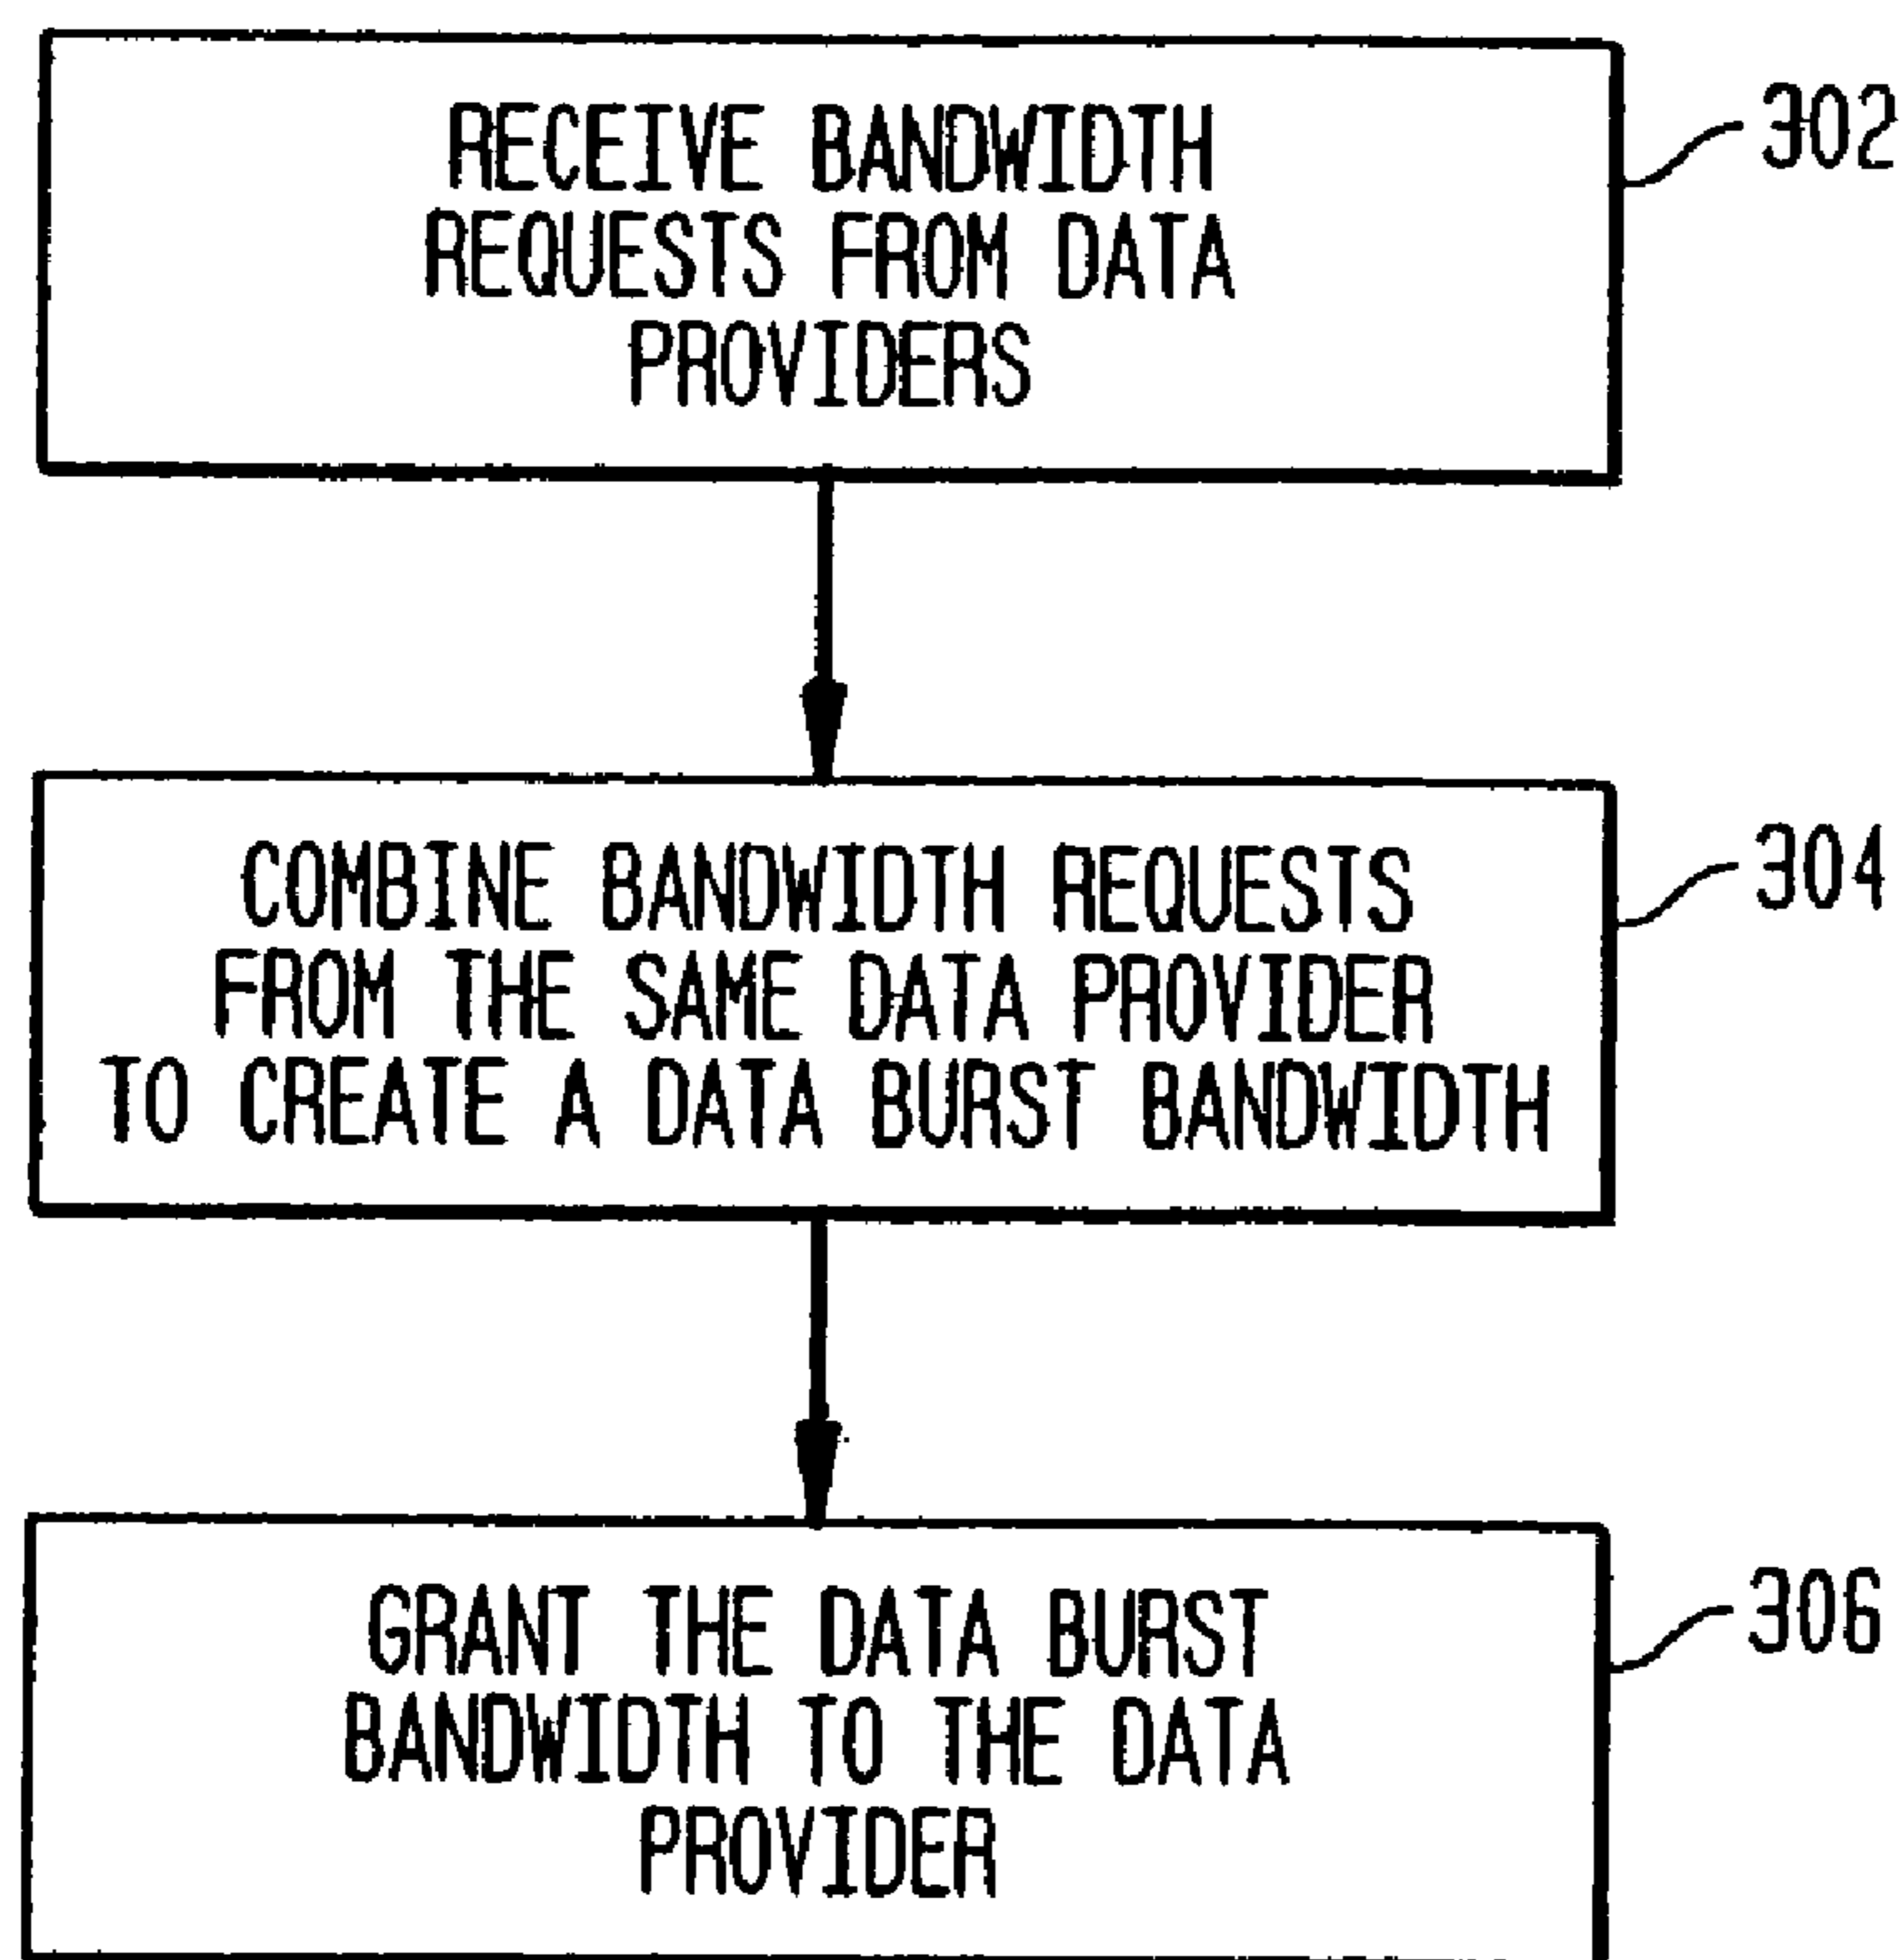 RECEIVE BANDWIDTH
REQUESTS FROM DATA
PROVIDERS
302
COMBINE BANDWIDTH REQUESTS
FROM THE SAME DATA PROVIDER
TO CREATE A DATA BURST BANDWIDTH
304
GRANT THE DATA BURST
BANDWIDTH TO THE DATA
PROVIDER
306